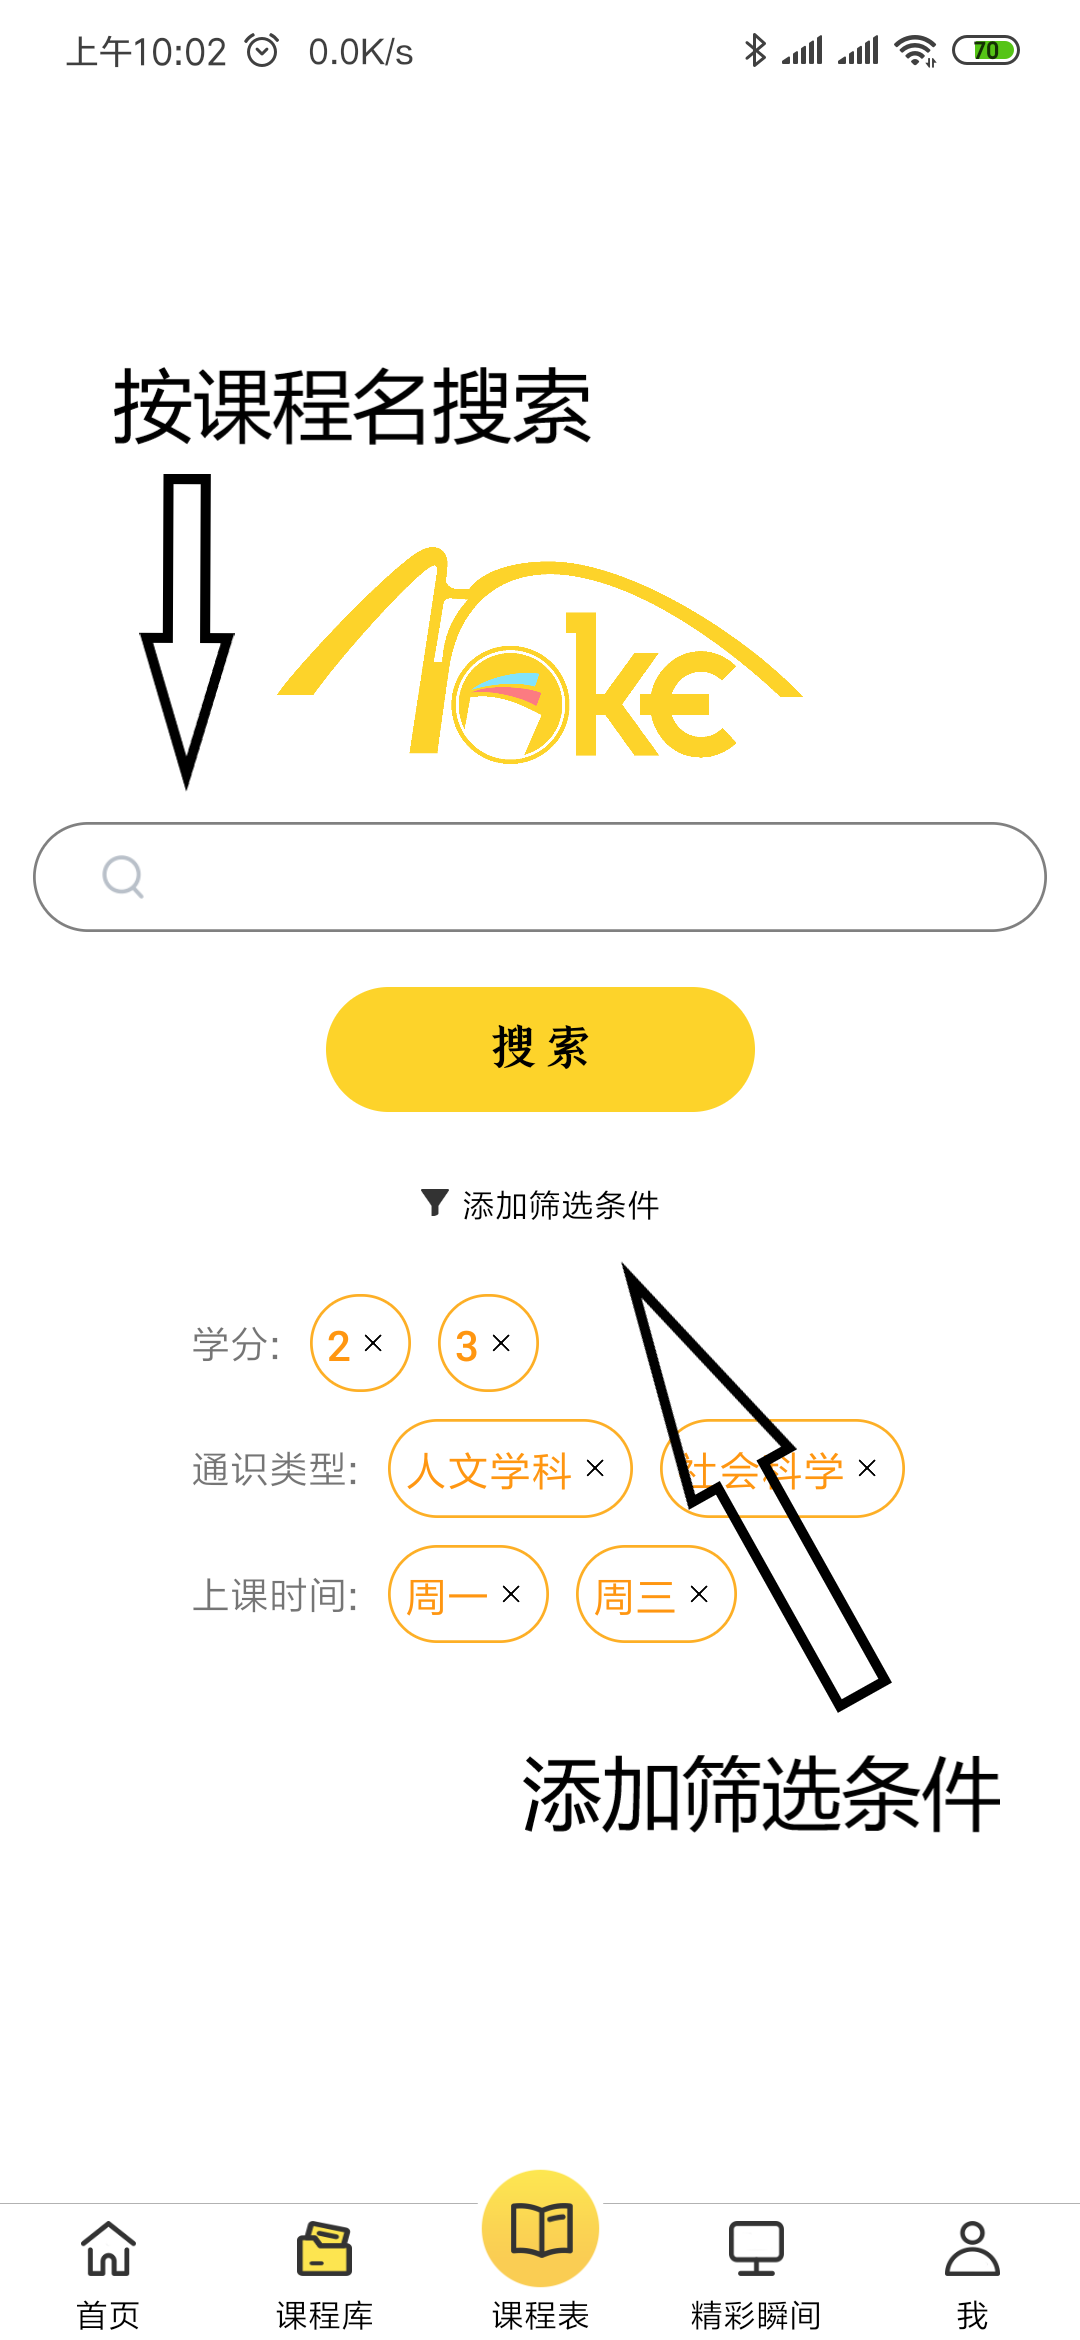 上午10:02 0.0K/s 70
按课程名搜索
oke
搜索
添加筛选条件
学分: 2 × 3 ×
通识类型: 人文学科 × 社会科学 ×
上课时间: 周一 × 周三 ×
添加筛选条件
首页 课程库 课程表 精彩瞬间 我